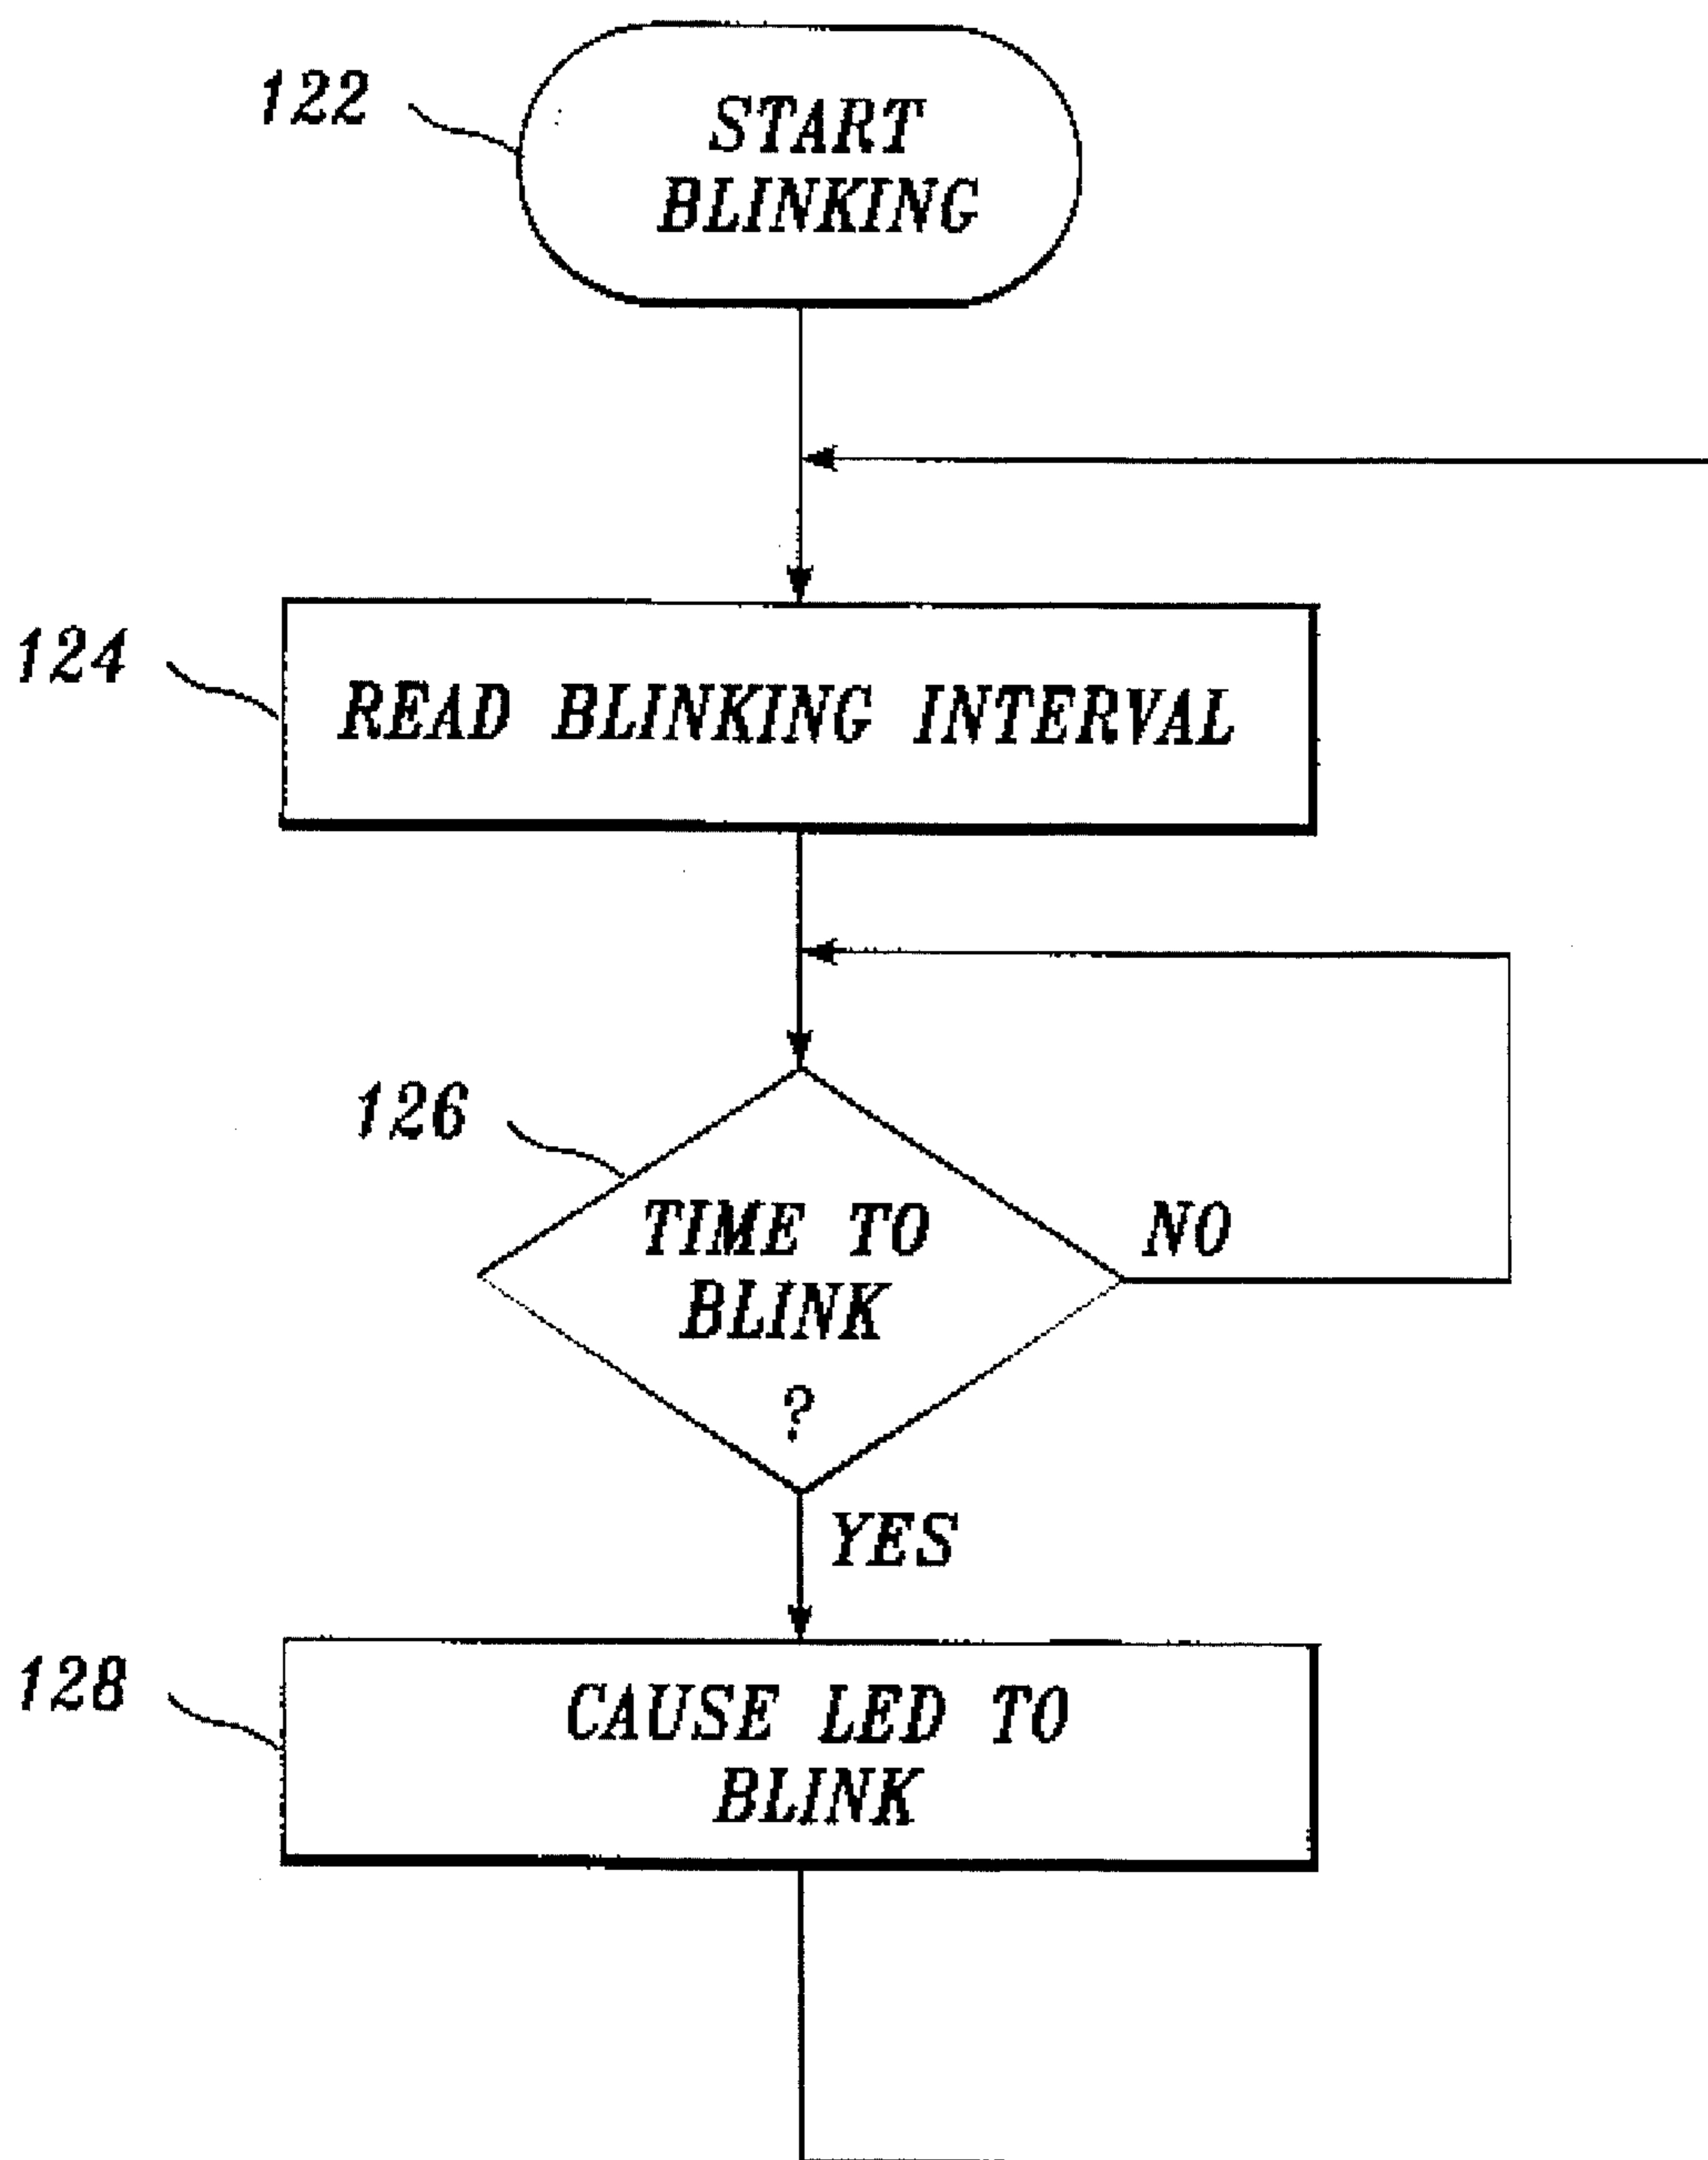 122
START
BLINKING
124
READ BLINKING INTERVAL
126
TIME TO
BLINK
?
NO
YES
128
CAUSE LED TO
BLINK